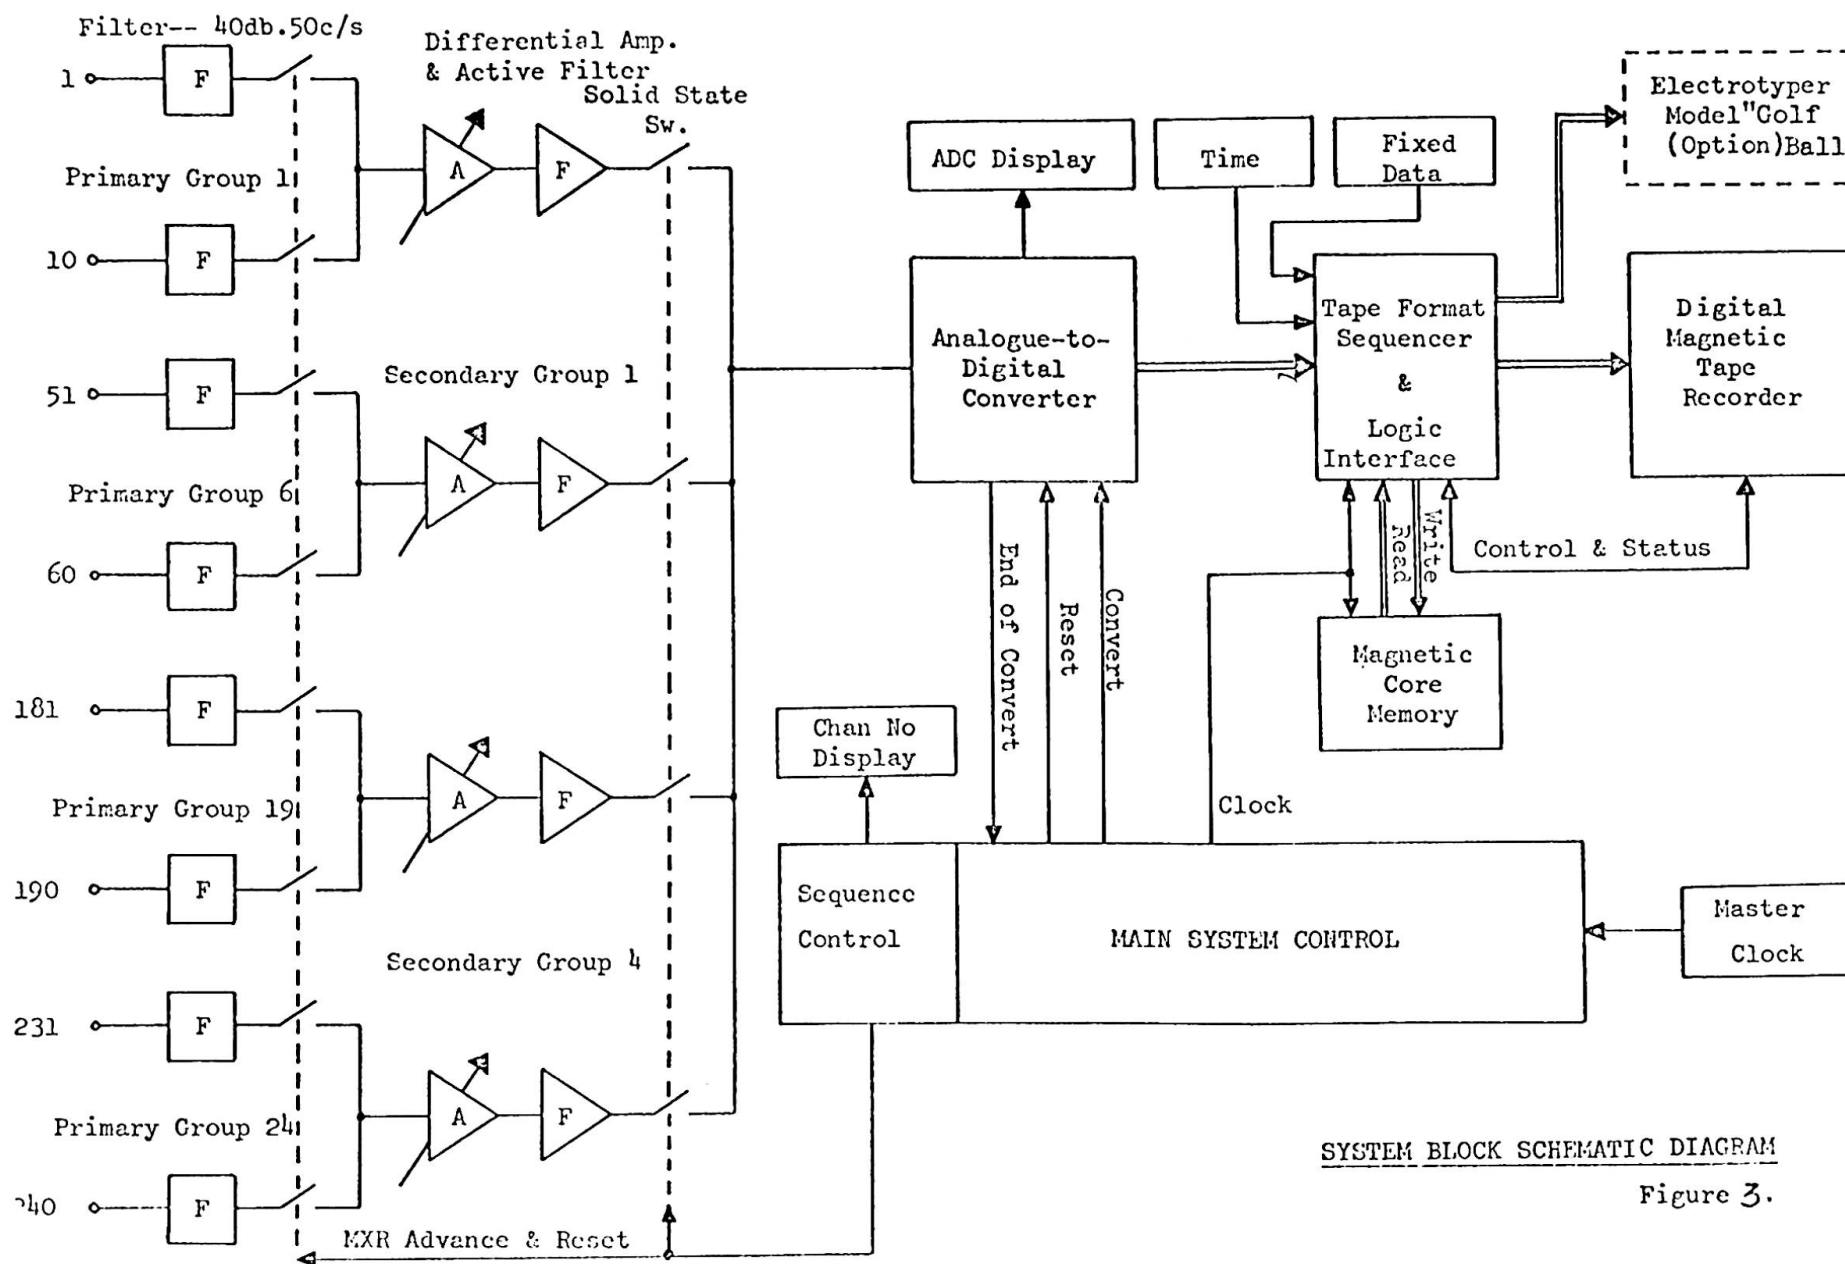 Filter-- 40db.50c/s
1
F
Primary Group 1
10
F
51
F
Primary Group 6
60
F
181
F
Primary Group 19
190
F
231
F
Primary Group 24
240
F
Differential Amp.
& Active Filter
Solid State
Sw.
A
F
Secondary Group 1
A
F
A
F
Secondary Group 4
A
F
MXR Advance & Reset
ADC Display
Time
Fixed
Data
Electrotyper
Model"Golf
(Option)Ball
Analogue-to-
Digital
Converter
Tape Format
Sequencer
&
Logic
Interface
Digital
Magnetic
Tape
Recorder
End of Convert
Reset
Convert
Read
Write
Control & Status
Magnetic
Core
Memory
Chan No
Display
Clock
Sequence
Control
MAIN SYSTEM CONTROL
Master
Clock
SYSTEM BLOCK SCHEMATIC DIAGRAM
Figure 3.